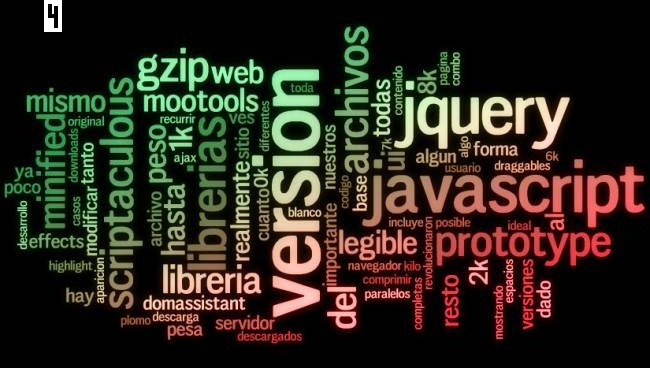 4
archivos
gzip
web
toda
contenido
8k
pagina
combo
mismo
original
mootools
recurrir
ves
diferentes
todas
jquery
scriptaculous
minified
downloads
tanto
peso
1k
ajax
librerias
sitio
version
nuestros
7k
ui
algun
algo
forma
usuario
draggables
6k
ya
poco
casos
modificar
archivo
hasta
realmente
cuanto
0k
blanco
codigo
base
javascript
desarrollo
effects
importante
incluye
posible
ideal
al
legible
revolucionaron
prototype
highlight
aparicion
libreria
navegador
kilo
comprimir
2k
espacios
versiones
hay
domassistant
del
paralelos
completas
resto
mostrando
dado
plomo
descarga
pesa
servidor
descargados